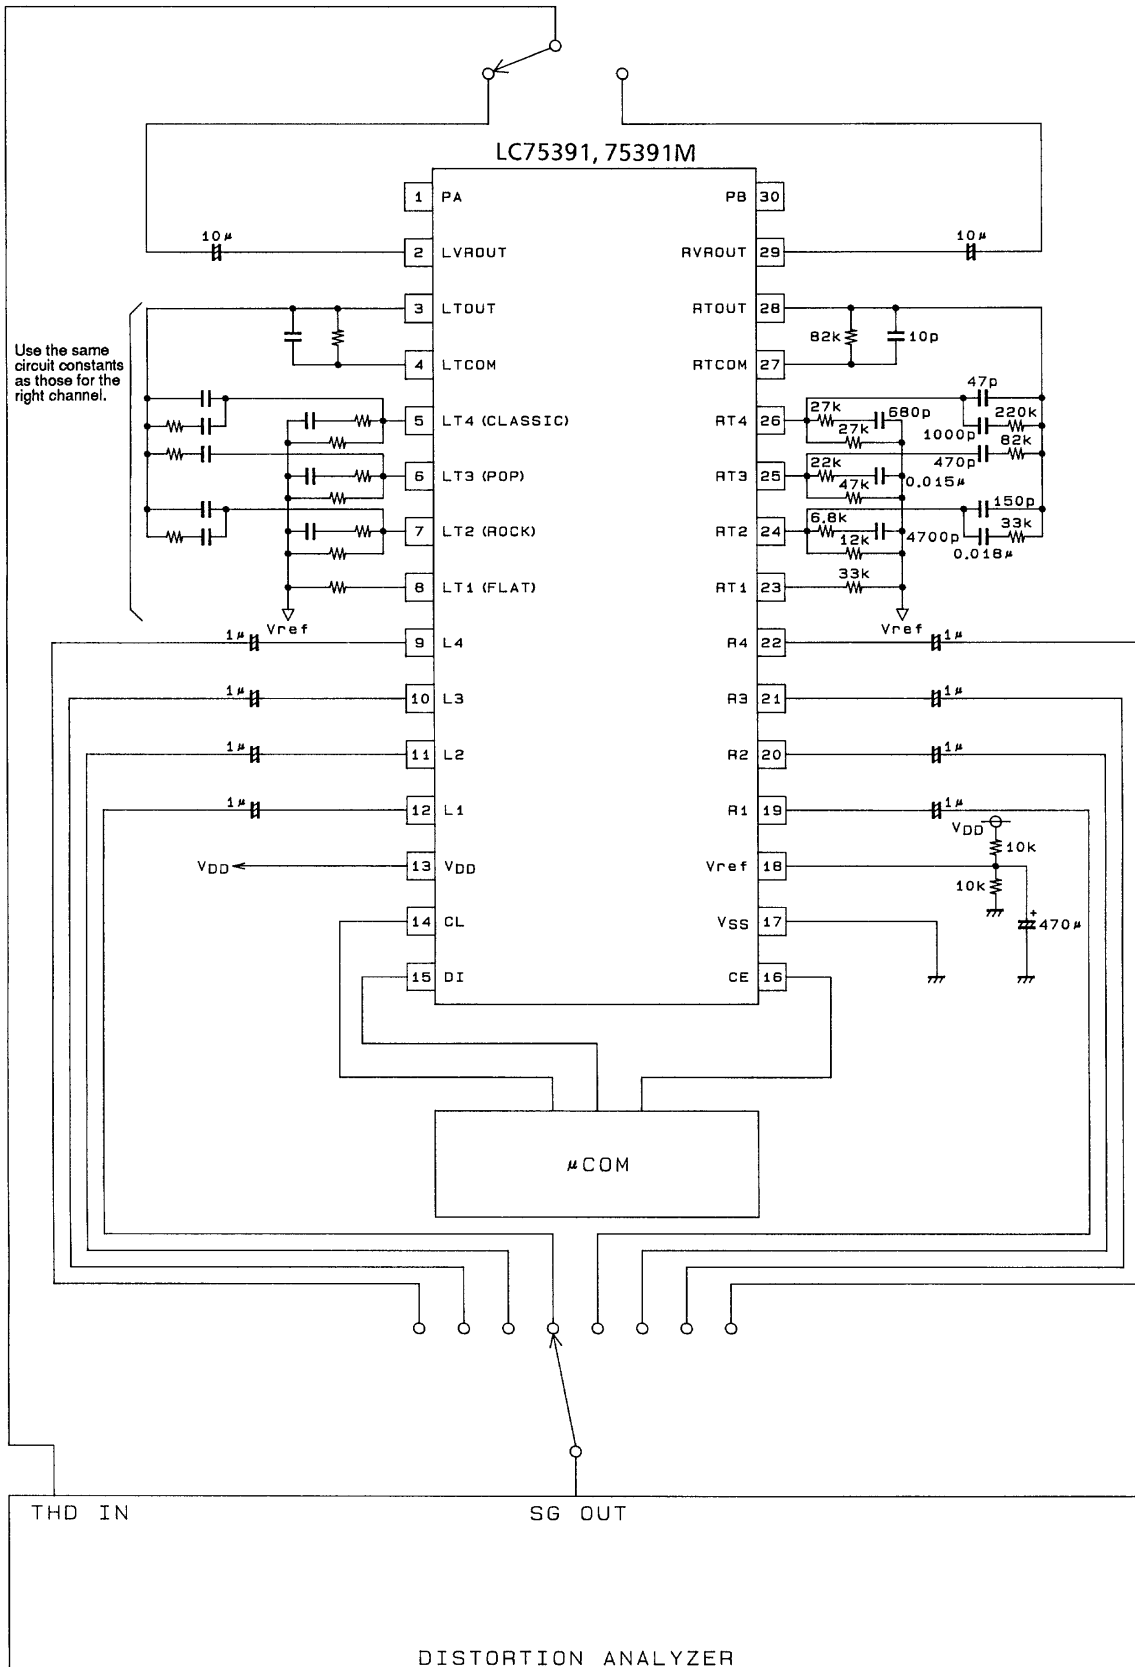 LC75391, 75391M
1 PA
PB 30
10μ
2 LVROUT
RVROUT 29
10μ
3 LTOUT
RTOUT 28
82k
10p
4 LTCOM
RTCOM 27
Use the same
circuit constants
as those for the
right channel.
47p
27k
680p
220k
5 LT4 (CLASSIC)
RT4 26
27k
1000p
82k
22k
470p
6 LT3 (POP)
RT3 25
0.015μ
47k
150p
6.8k
33k
7 LT2 (ROCK)
RT2 24
4700p
12k
0.018μ
33k
8 LT1 (FLAT)
RT1 23
Vref
Vref
1μ
9 L4
R4 22
1μ
1μ
10 L3
R3 21
1μ
1μ
11 L2
R2 20
1μ
1μ
12 L1
R1 19
1μ
VDD
10k
VDD
13 VDD
Vref 18
10k
14 CL
VSS 17
+
470μ
15 DI
CE 16
μCOM
THD IN
SG OUT
DISTORTION ANALYZER